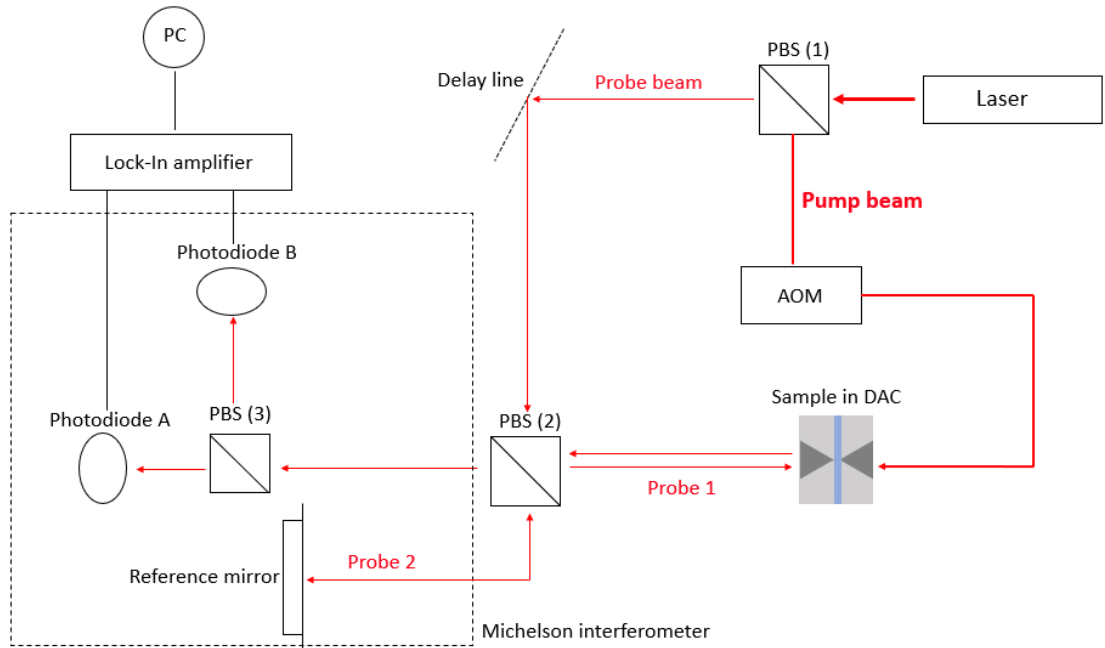 PC
PBS (1)
Delay line
Probe beam
Laser
Lock-In amplifier
Pump beam
Photodiode B
AOM
Sample in DAC
Photodiode A
PBS (3)
PBS (2)
Probe 1
Probe 2
Reference mirror
Michelson interferometer